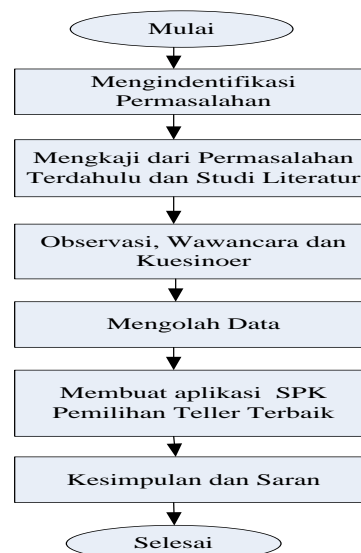 Mulai
Mengindentifikasi
Permasalahan
Mengkaji dari Permasalahan
Terdahulu dan Studi Literatur
Observasi, Wawancara dan
Kuesinoer
Mengolah Data
Membuat aplikasi SPK
Pemilihan Teller Terbaik
Kesimpulan dan Saran
Selesai